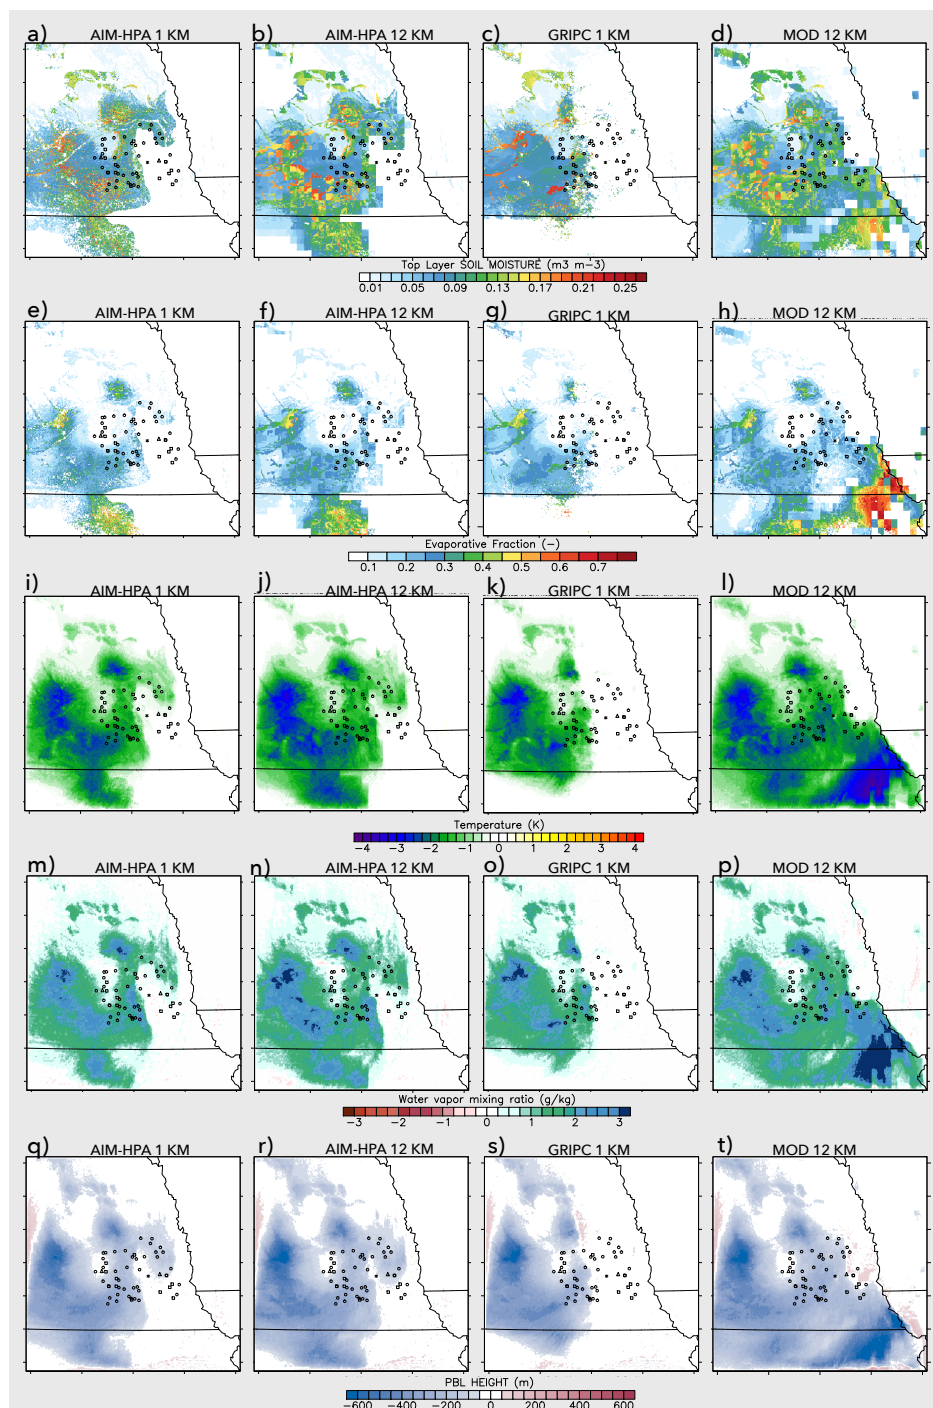 a) AIM-HPA 1 KM b) AIM-HPA 12 KM c) GRIPC 1 KM d) MOD 12 KM
Top Layer SOIL MOISTURE (m3 m-3)
0.01 0.05 0.09 0.13 0.17 0.21 0.25
e) AIM-HPA 1 KM f) AIM-HPA 12 KM g) GRIPC 1 KM h) MOD 12 KM
Evaporative Fraction (-)
0.1 0.2 0.3 0.4 0.5 0.6 0.7
i) AIM-HPA 1 KM j) AIM-HPA 12 KM k) GRIPC 1 KM l) MOD 12 KM
Temperature (K)
-4 -3 -2 -1 0 1 2 3 4
m) AIM-HPA 1 KM n) AIM-HPA 12 KM o) GRIPC 1 KM p) MOD 12 KM
Water vapor mixing ratio (g/kg)
-3 -2 -1 0 1 2 3
q) AIM-HPA 1 KM r) AIM-HPA 12 KM s) GRIPC 1 KM t) MOD 12 KM
PBL HEIGHT (m)
-600 -400 -200 0 200 400 600